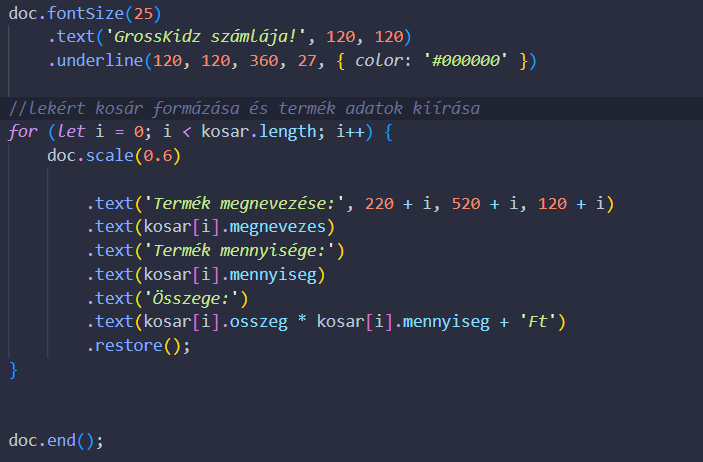 doc.fontSize(25)
.text('GrossKidz számlája!', 120, 120)
.underline(120, 120, 360, 27, { color: '#000000' })
//lekért kosár formázása és termék adatok kiírása
for (let i = 0; i < kosar.length; i++) {
doc.scale(0.6)
.text('Termék megnevezése:', 220 + i, 520 + i, 120 + i)
.text(kosar[i].megnevezes)
.text('Termék mennyisége:')
.text(kosar[i].mennyiseg)
.text('Összege:')
.text(kosar[i].osszeg * kosar[i].mennyiseg + 'Ft')
.restore();
}
doc.end();